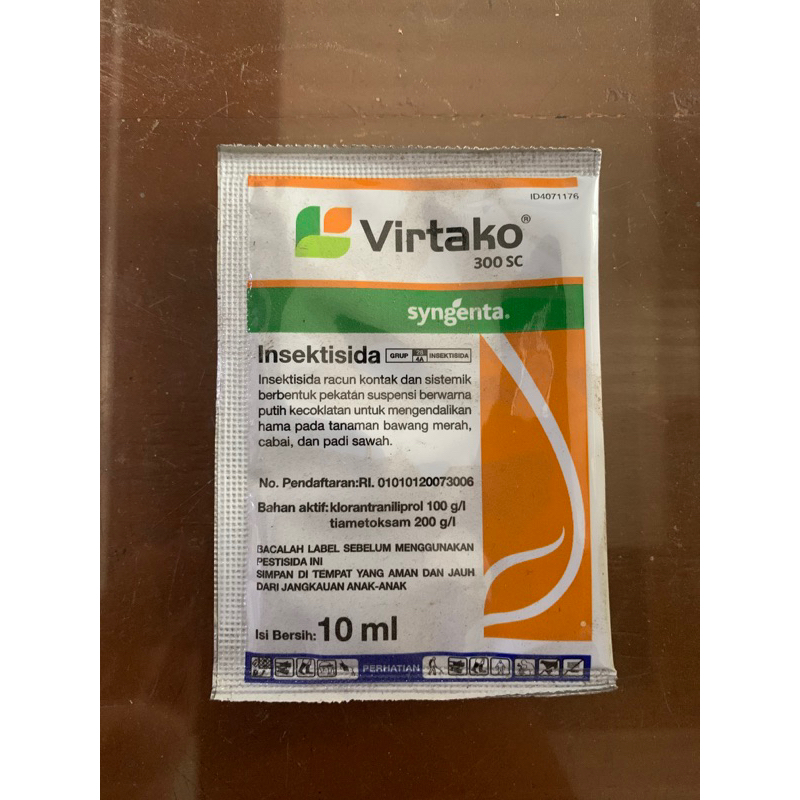 ID4071176
Virtako®
300 SC
syngenta®
Insektisida GRUP 28 4A INSEKTISIDA
Insektisida racun kontak dan sistemik
berbentuk pekatan suspensi berwarna
putih kecoklatan untuk mengendalikan
hama pada tanaman bawang merah,
cabai, dan padi sawah.
No. Pendaftaran:RI. 01010120073006
Bahan aktif:klorantraniliprol 100 g/l
tiametoksam 200 g/l
BACALAH LABEL SEBELUM MENGGUNAKAN
PESTISIDA INI
SIMPAN DI TEMPAT YANG AMAN DAN JAUH
DARI JANGKAUAN ANAK-ANAK
Isi Bersih: 10 ml
PERHATIAN